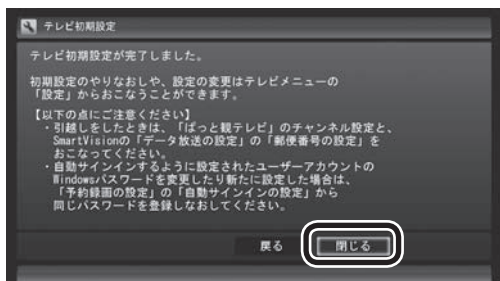 テレビ初期設定
テレビ初期設定が完了しました。
初期設定のやりなおしや、設定の変更はテレビメニューの
「設定」からおこなうことができます。
【以下の点にご注意ください】
・引越しをしたときは、「ぱっと観テレビ」のチャンネル設定と、
SmartVisionの「データ放送の設定」の「郵便番号の設定」を
おこなってください。
・自動サインインするように設定されたユーザーアカウントの
Windowsパスワードを変更したり新たに設定した場合は、
「予約録画の設定」の「自動サインインの設定」から
同じパスワードを登録しなおしてください。
戻る 閉じる